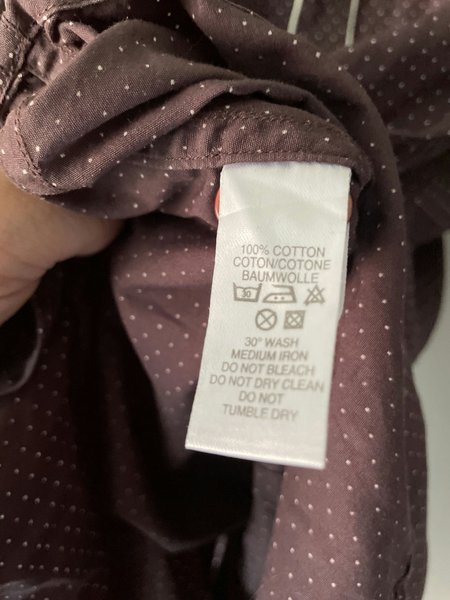 100% COTTON
COTON/COTONE
BAUMWOLLE
30
30° WASH
MEDIUM IRON
DO NOT BLEACH
DO NOT DRY CLEAN
DO NOT
TUMBLE DRY